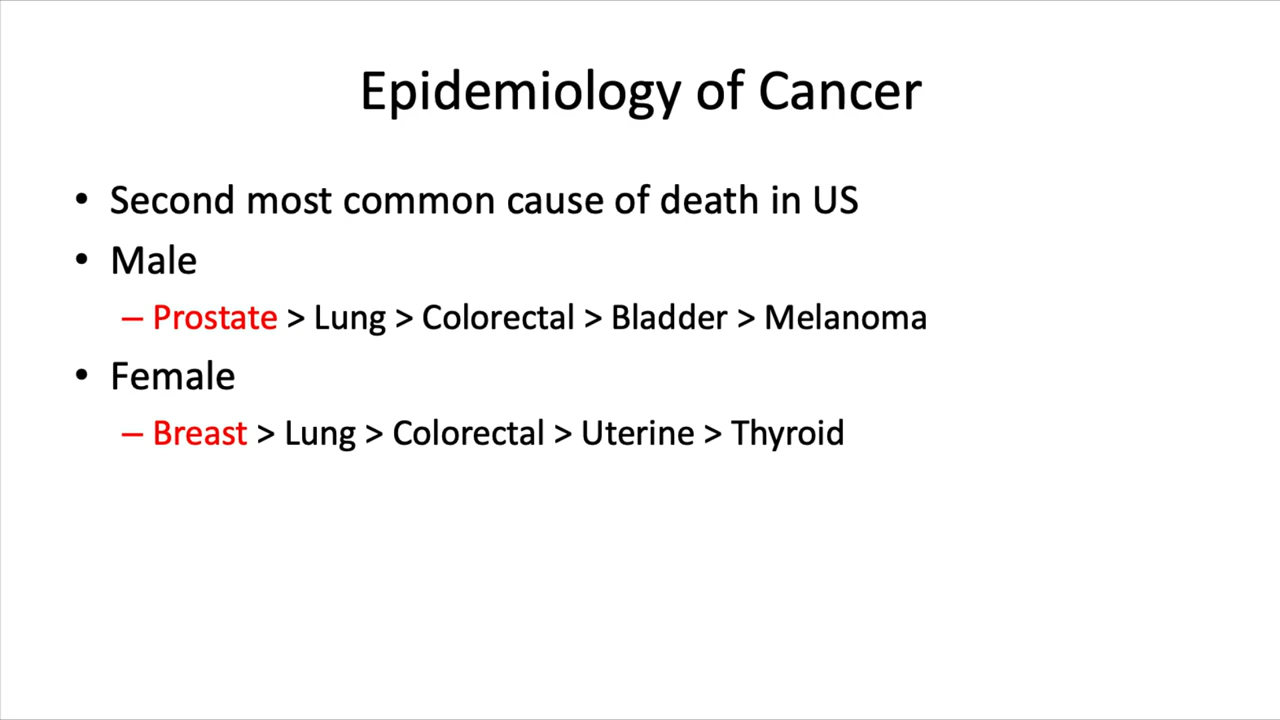 Epidemiology of Cancer
• Second most common cause of death in US
• Male
– Prostate > Lung > Colorectal > Bladder > Melanoma
• Female
– Breast > Lung > Colorectal > Uterine > Thyroid